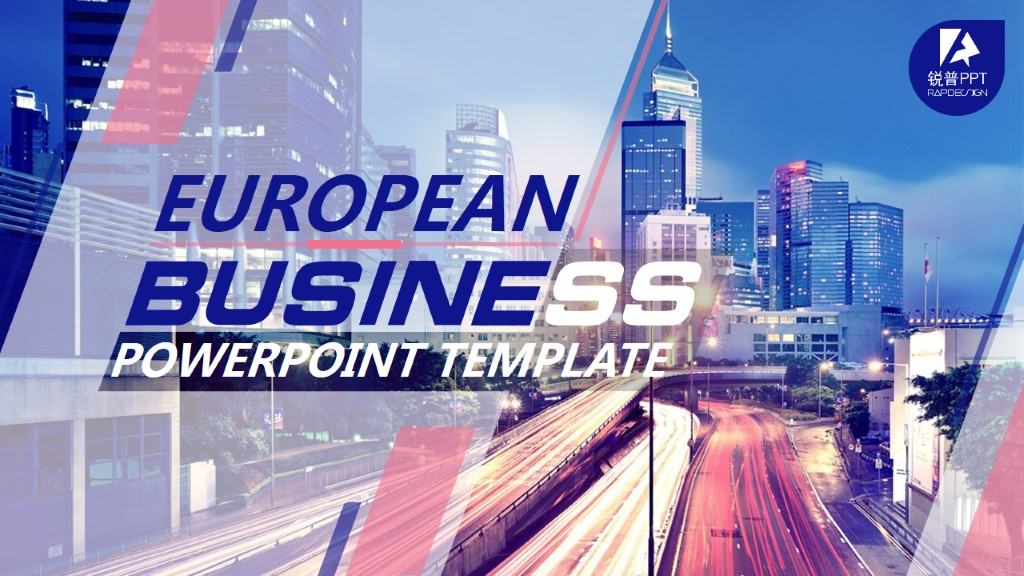 锐普PPT
RAPDESIGN
EUROPEAN
BUSINESS
POWERPOINT TEMPLATE